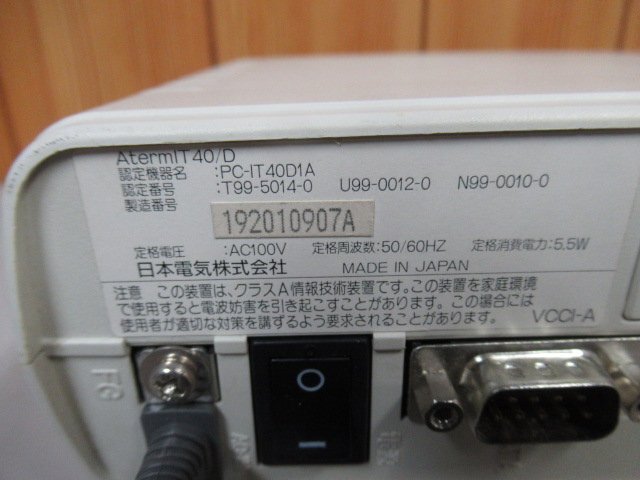 AtermIT40/D
認定機器名 :PC-IT40D1A
認定番号 :T99-5014-0 U99-0012-0 N99-0010-0
製造番号
192010907A
定格電圧 :AC100V 定格周波数:50/60HZ 定格消費電力:5.5W
日本電気株式会社 MADE IN JAPAN
注意 この装置は、クラスA情報技術装置です。この装置を家庭環境
で使用すると電波妨害を引き起こすことがあります。この場合には
使用者が適切な対策を講ずるよう要求されることがあります。 VCCI-A
FG